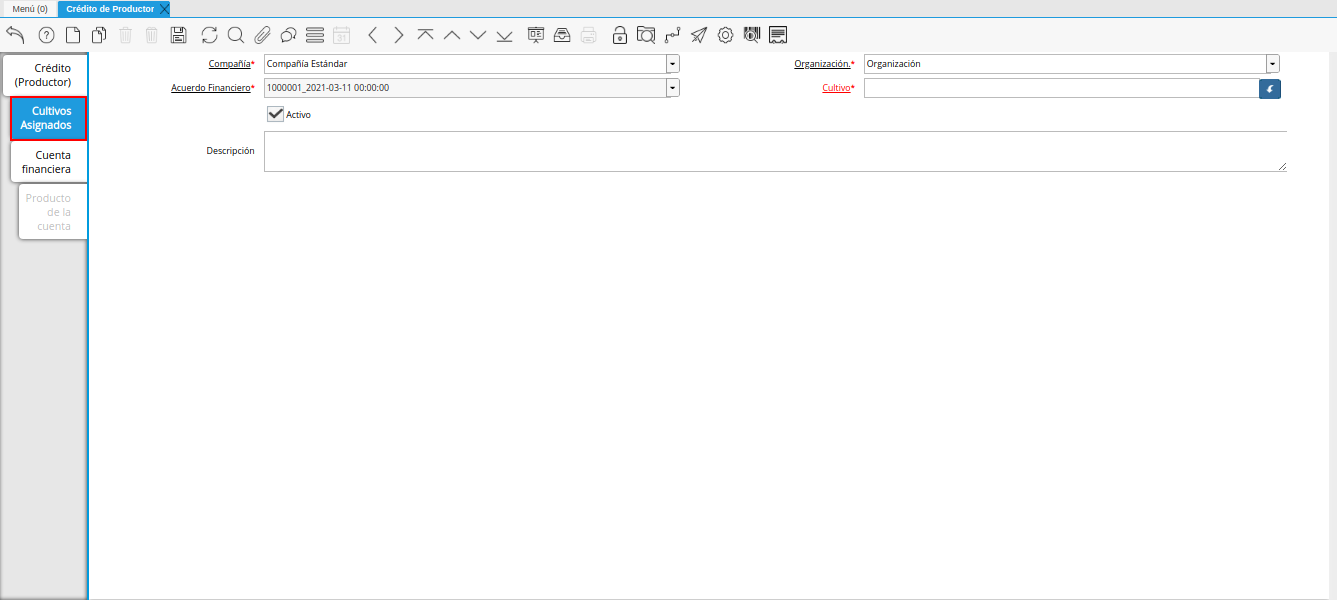 Menú (0)
Crédito de Productor
?
31
Crédito
(Productor)
Cultivos
Asignados
Cuenta
financiera
Producto
de la
cuenta
Compañía* Compañía Estándar
Organización.* Organización
Acuerdo Financiero* 1000001_2021-03-11 00:00:00
Cultivo*
Activo
Descripción